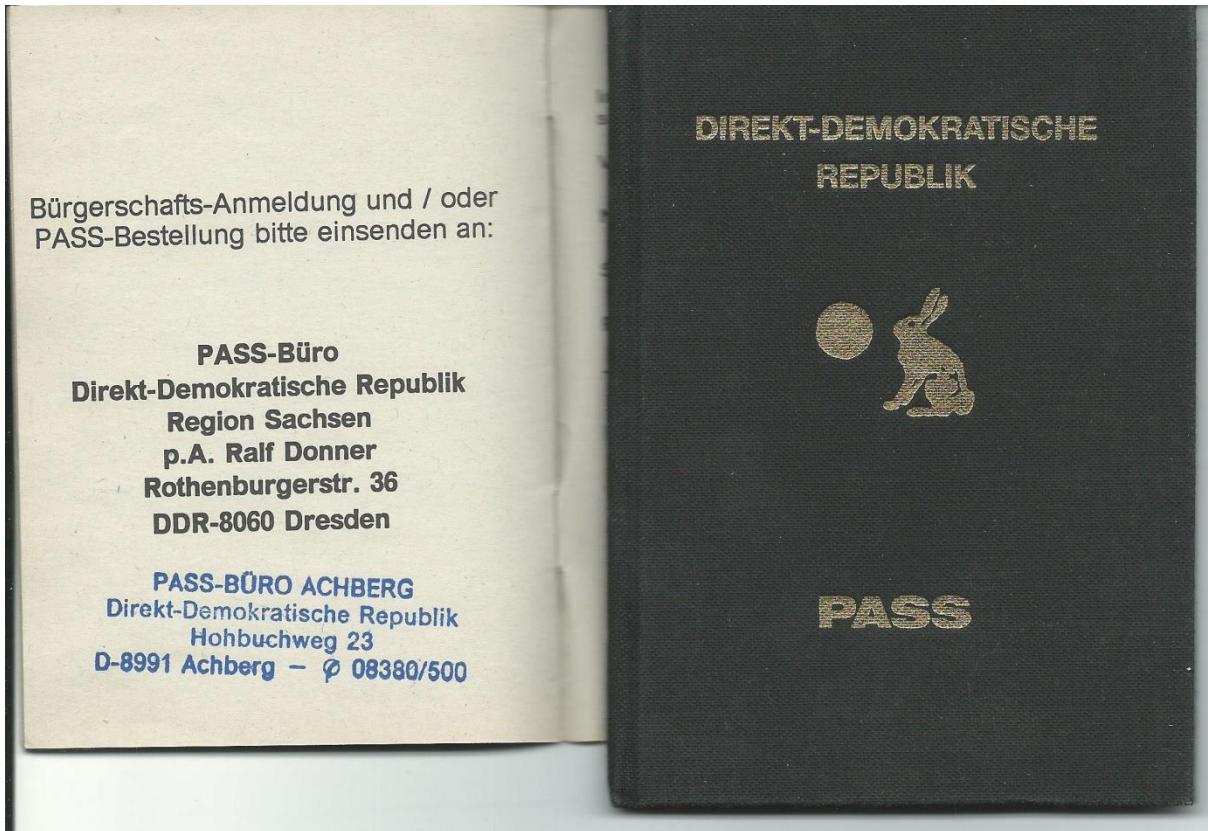 Bürgerschafts-Anmeldung und / oder
PASS-Bestellung bitte einsenden an:
PASS-Büro
Direkt-Demokratische Republik
Region Sachsen
p.A. Ralf Donner
Rothenburgerstr. 36
DDR-8060 Dresden
PASS-BÜRO ACHBERG
Direkt-Demokratische Republik
Hohbuchweg 23
D-8991 Achberg – ✆ 08380/500
DIREKT-DEMOKRATISCHE
REPUBLIK
PASS